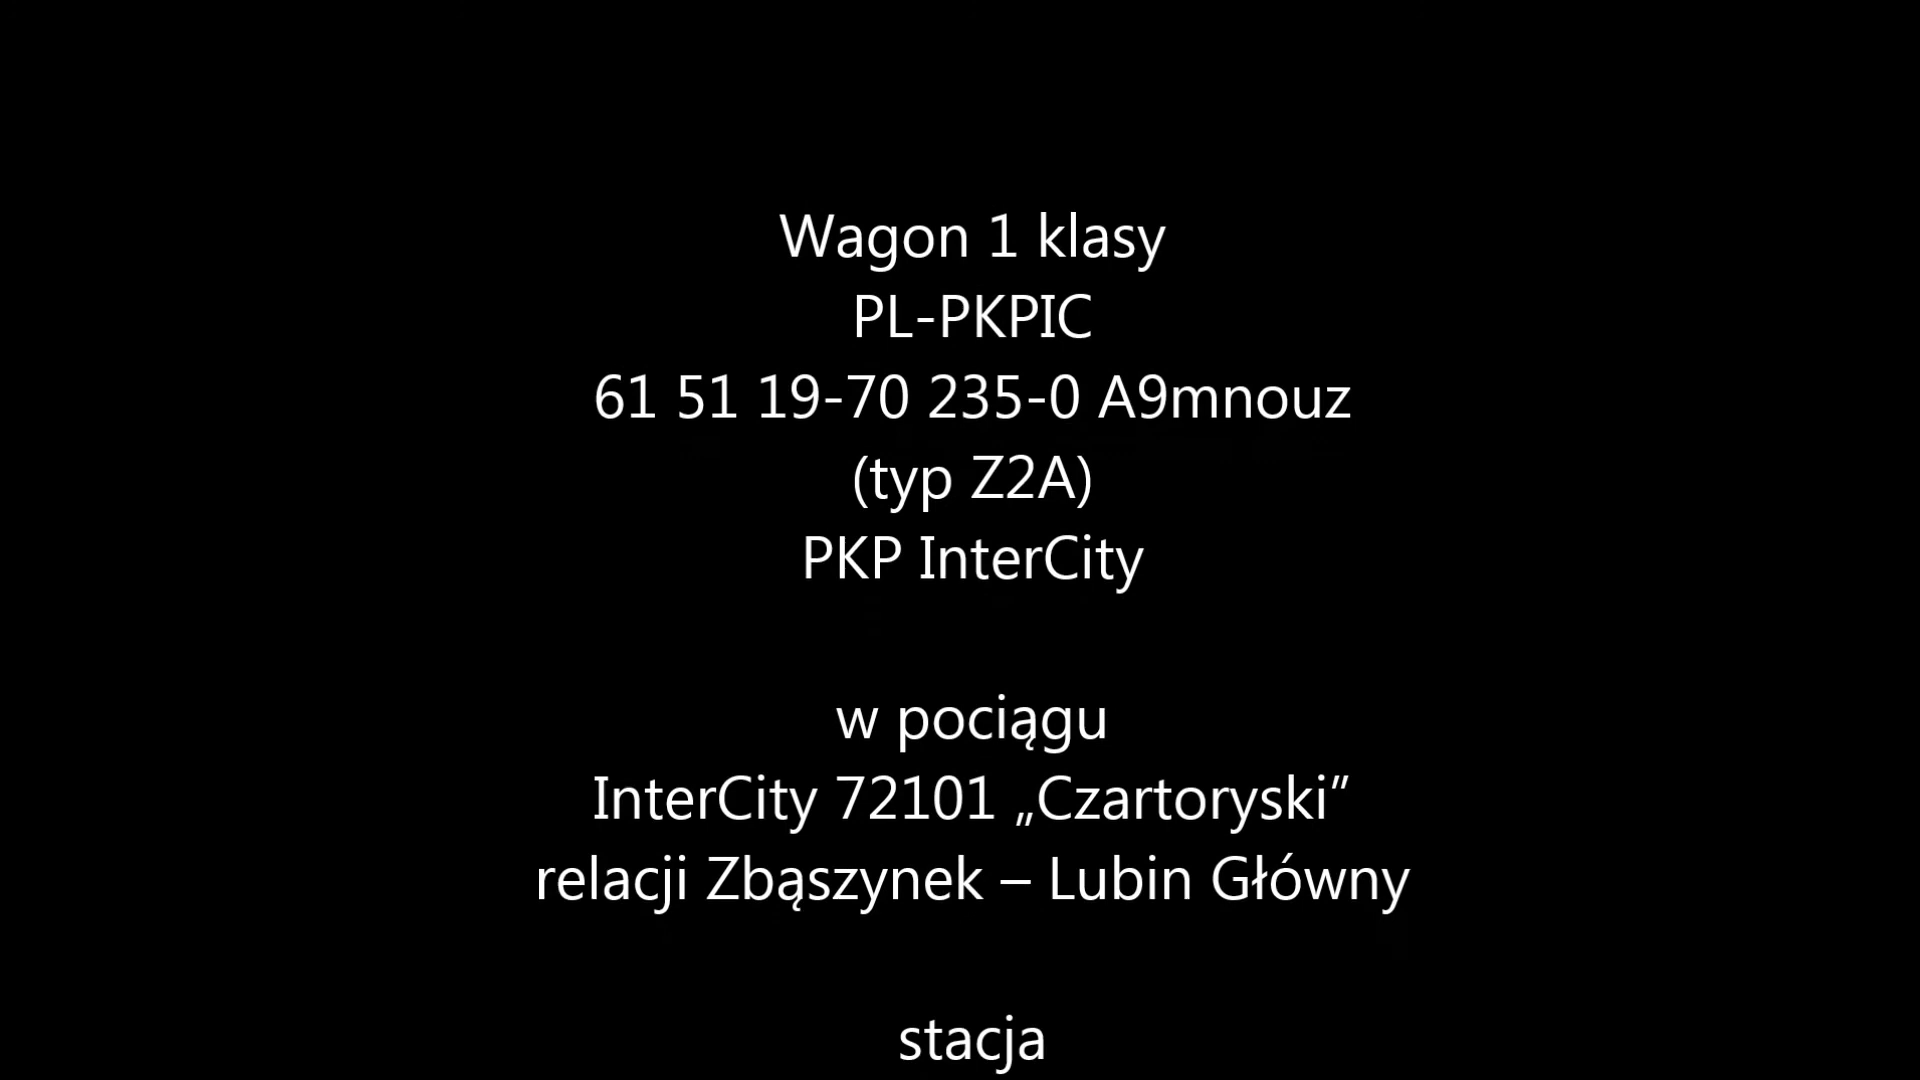 Wagon 1 klasy
PL-PKPIC
61 51 19-70 235-0 A9mnouz
(typ Z2A)
PKP InterCity
w pociągu
InterCity 72101 „Czartoryski”
relacji Zbąszynek – Lubin Główny
stacja